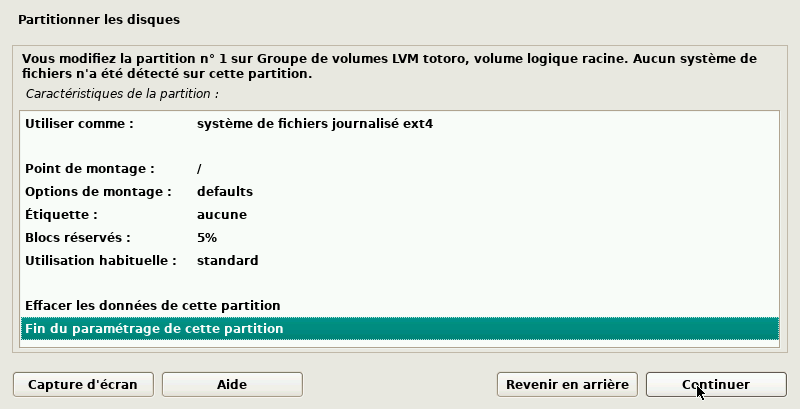 Partitionner les disques
Vous modifiez la partition n° 1 sur Groupe de volumes LVM totoro, volume logique racine. Aucun système de
fichiers n'a été détecté sur cette partition.
Caractéristiques de la partition :
Utiliser comme : système de fichiers journalisé ext4
Point de montage : /
Options de montage : defaults
Étiquette : aucune
Blocs réservés : 5%
Utilisation habituelle : standard
Effacer les données de cette partition
Fin du paramétrage de cette partition
Capture d'écran Aide Revenir en arrière Continuer